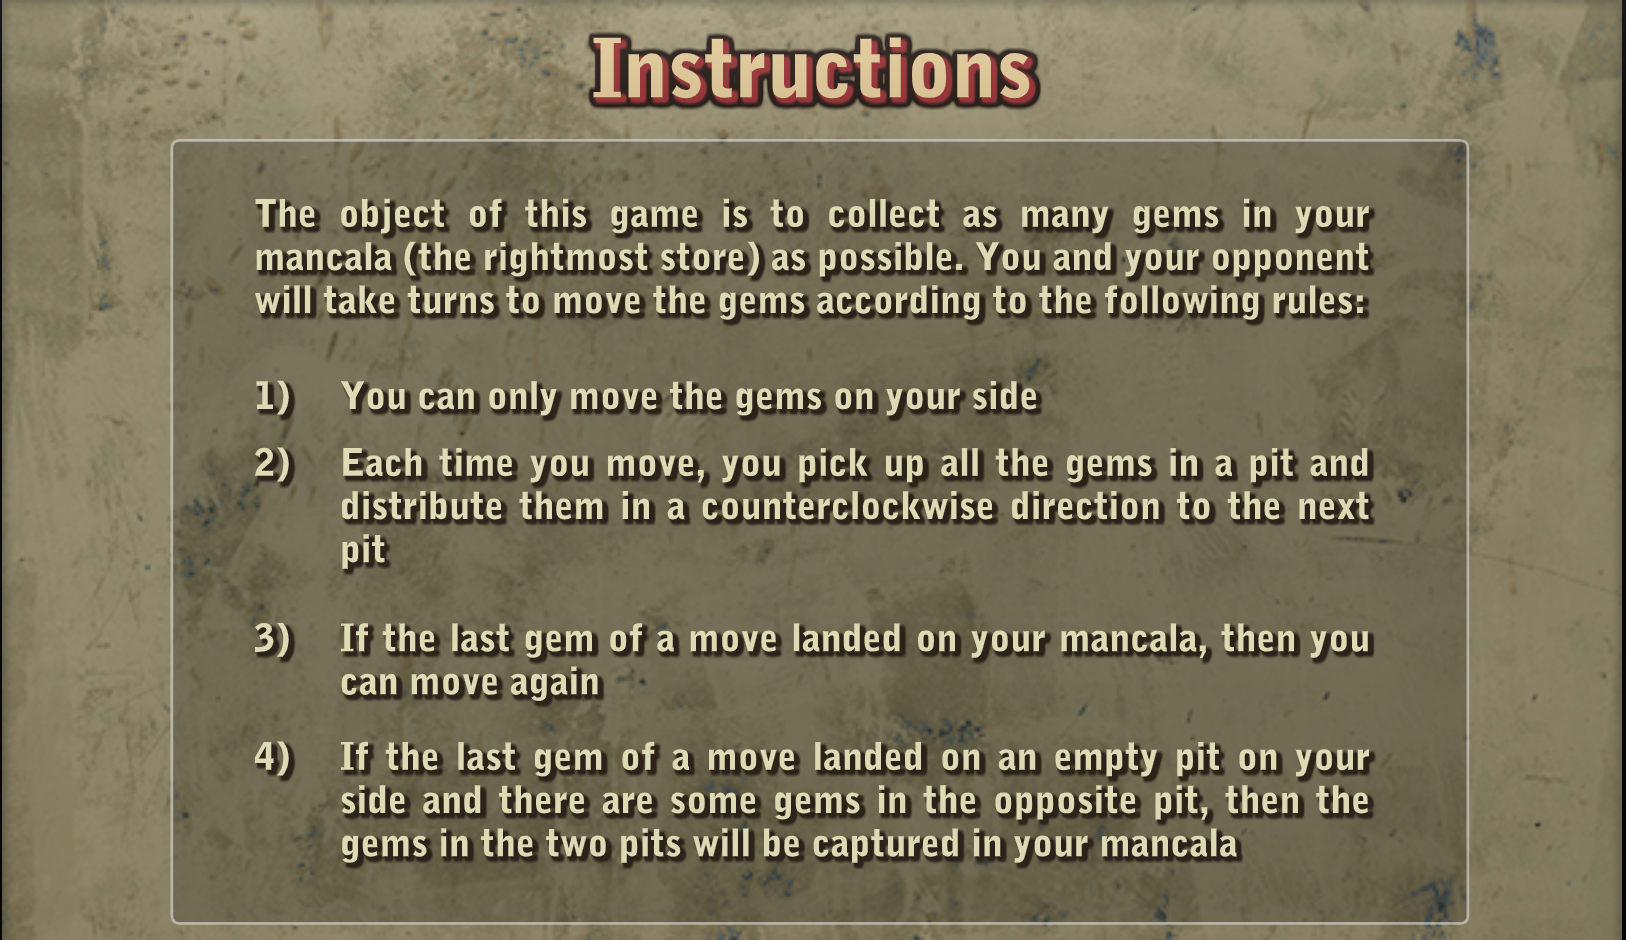 Instructions
The object of this game is to collect as many gems in your
mancala (the rightmost store) as possible. You and your opponent
will take turns to move the gems according to the following rules:
1) You can only move the gems on your side
2) Each time you move, you pick up all the gems in a pit and
distribute them in a counterclockwise direction to the next
pit
3) If the last gem of a move landed on your mancala, then you
can move again
4) If the last gem of a move landed on an empty pit on your
side and there are some gems in the opposite pit, then the
gems in the two pits will be captured in your mancala